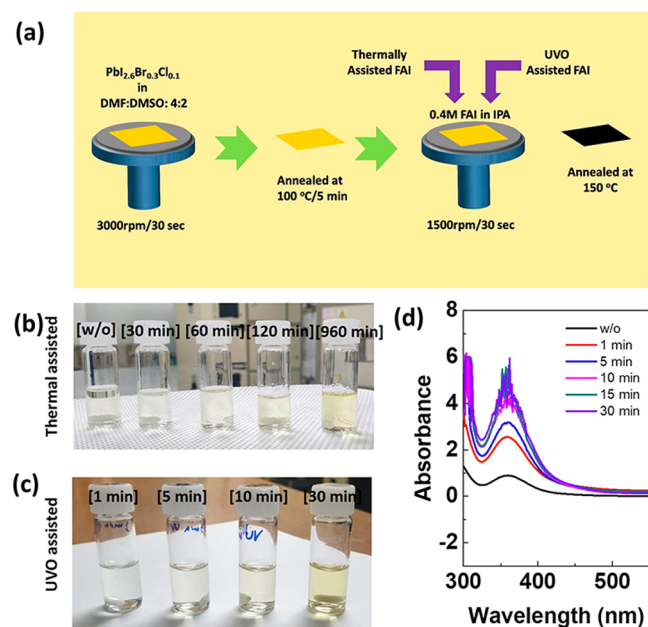 (a)
PbI2.6Br0.3Cl0.1
in
DMF:DMSO: 4:2
3000rpm/30 sec
Annealed at
100 °C/5 min
Thermally
Assisted FAI
UVO
Assisted FAI
0.4M FAI in IPA
1500rpm/30 sec
Annealed at
150 °C
(b)
Thermal assisted
[w/o] [30 min] [60 min] [120 min] [960 min]
(c)
UVO assisted
[1 min] [5 min] [10 min] [30 min]
UV
(d)
Absorbance
8
6
4
2
0
-2
w/o
1 min
5 min
10 min
15 min
30 min
300 400 500
Wavelength (nm)